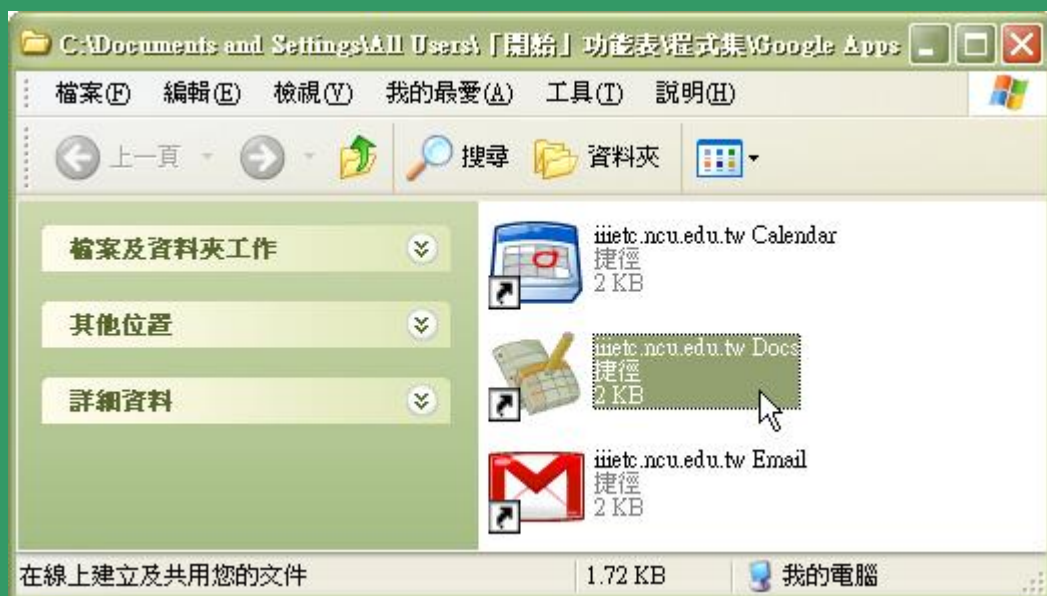 C:\Documents and Settings\All Users\「開始」功能表\程式集\Google Apps
檔案(F) 編輯(E) 檢視(V) 我的最愛(A) 工具(T) 說明(H)
上一頁 搜尋 資料夾
檔案及資料夾工作
其他位置
詳細資料
iiietc.ncu.edu.tw Calendar
捷徑
2 KB
iiietc.ncu.edu.tw Docs
捷徑
2 KB
iiietc.ncu.edu.tw Email
捷徑
2 KB
在線上建立及共用您的文件 1.72 KB 我的電腦